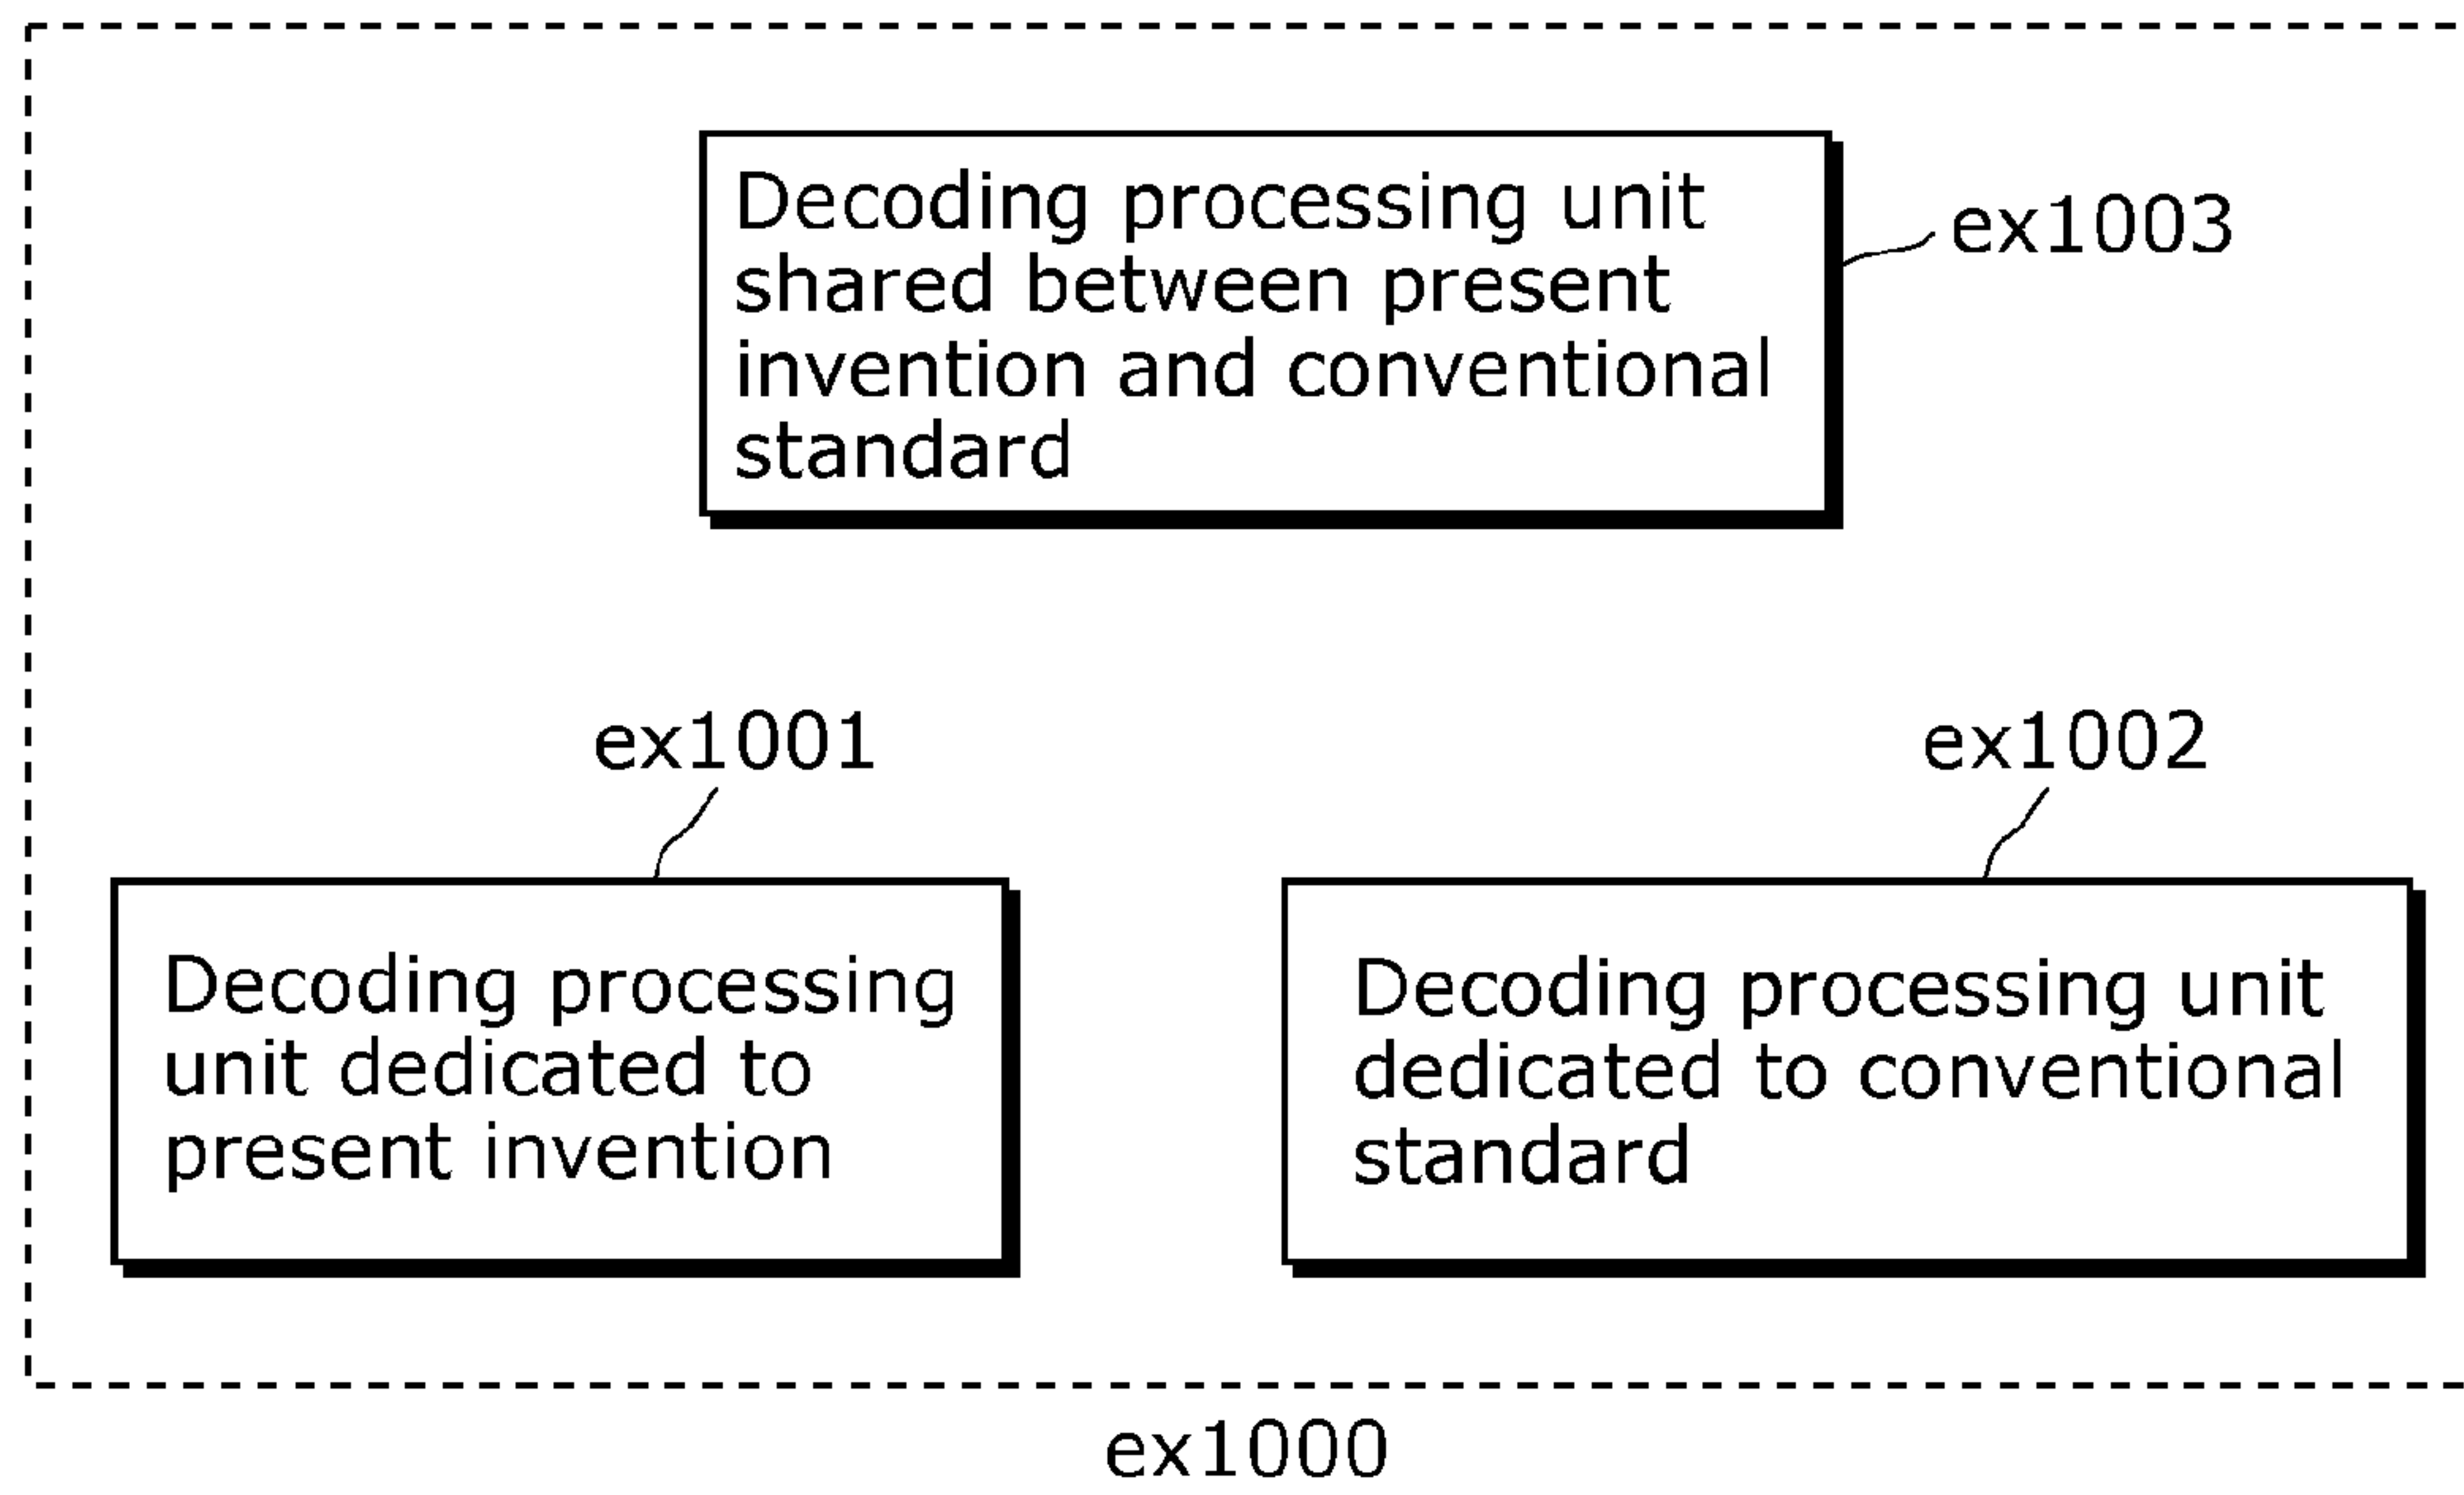 Decoding processing unit
shared between present
invention and conventional
standard
ex1003
ex1001
ex1002
Decoding processing
unit dedicated to
present invention
Decoding processing unit
dedicated to conventional
standard
ex1000